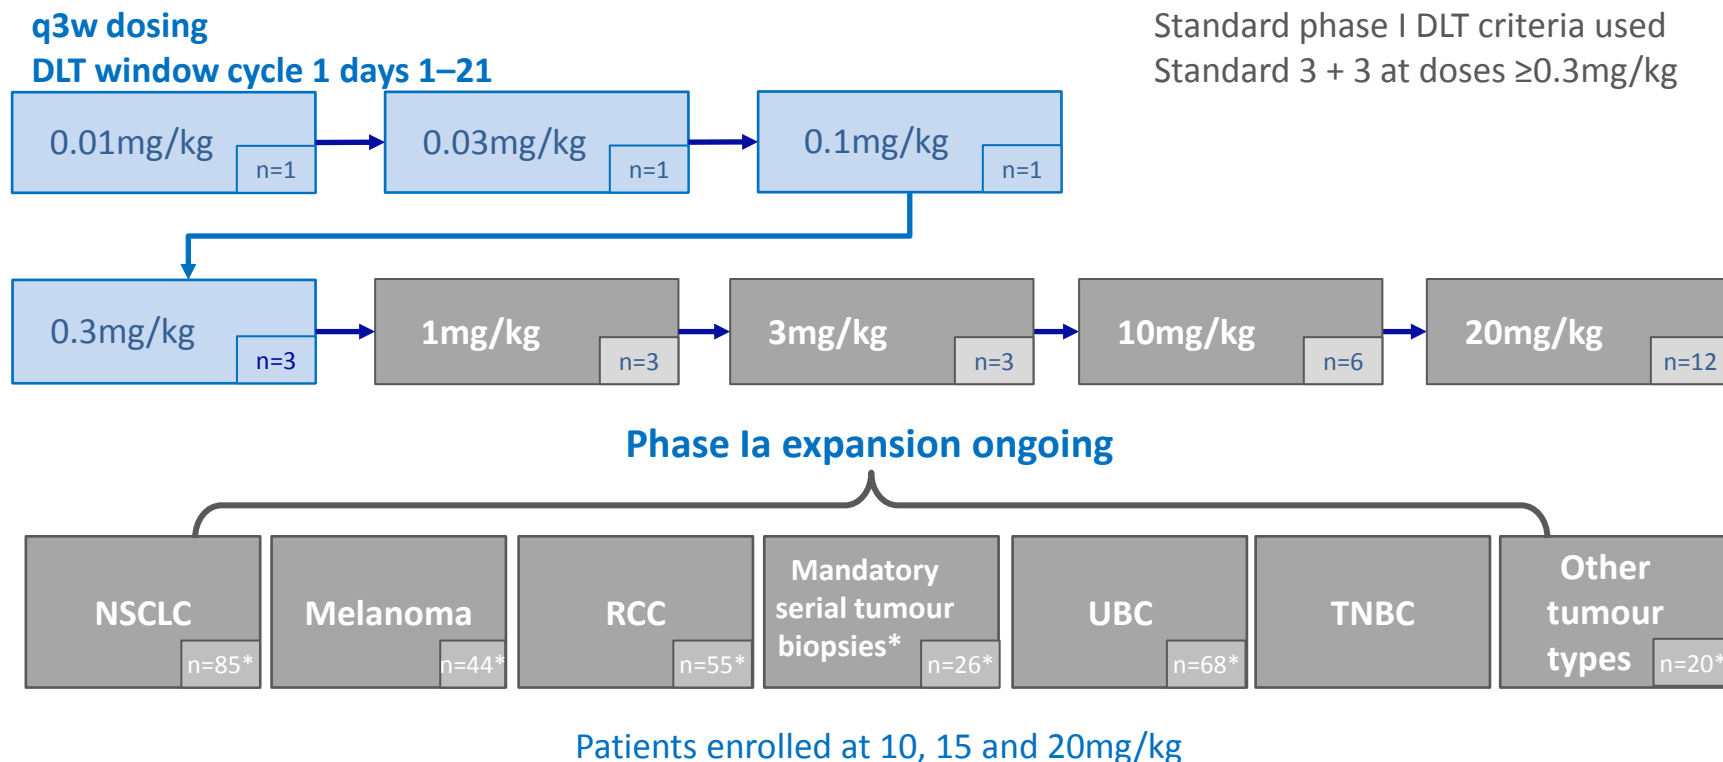 q3w dosing
DLT window cycle 1 days 1–21
Standard phase I DLT criteria used
Standard 3 + 3 at doses ≥0.3mg/kg
0.01mg/kg
n=1
0.03mg/kg
n=1
0.1mg/kg
n=1
0.3mg/kg
n=3
1mg/kg
n=3
3mg/kg
n=3
10mg/kg
n=6
20mg/kg
n=12
Phase Ia expansion ongoing
NSCLC
n=85*
Melanoma
n=44*
RCC
n=55*
Mandatory
serial tumour
biopsies*
n=26*
UBC
n=68*
TNBC
Other
tumour
types
n=20*
Patients enrolled at 10, 15 and 20mg/kg